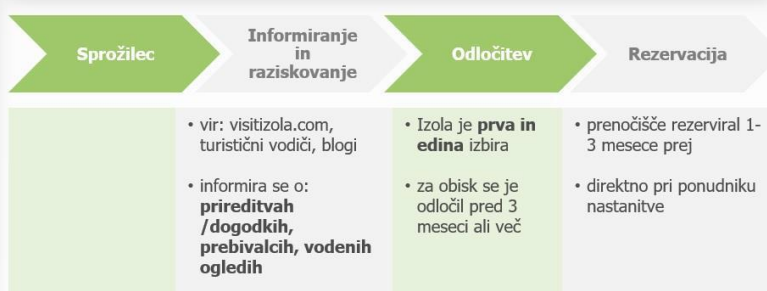 Sprožilec
Informiranje
in
raziskovanje
Odločitev
Rezervacija
• vir: visitizola.com,
turistični vodiči, blogi
• informira se o:
prireditvah
/dogodkih,
prebivalcih, vodenih
ogledih
• Izola je prva in
edina izbira
• za obisk se je
odločil pred 3
meseci ali več
• prenočišče rezerviral 1-
3 mesece prej
• direktno pri ponudniku
nastanitve